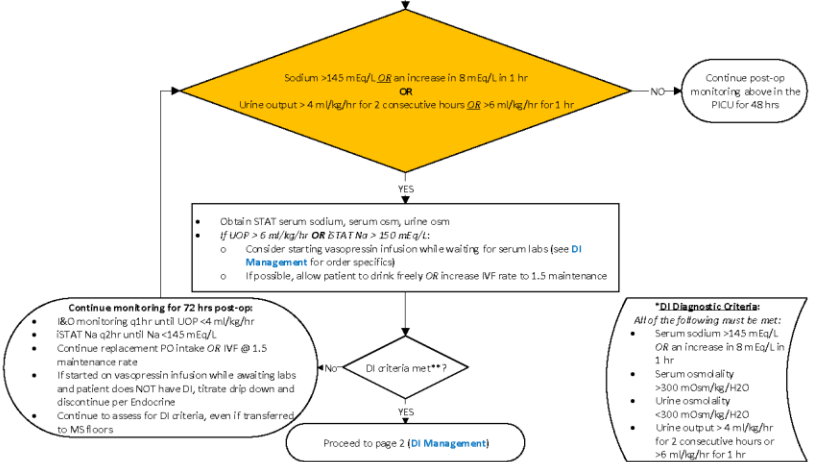 Sodium >145 mEq/L OR an increase in 8 mEq/L in 1 hr
OR
Urine output > 4 ml/kg/hr for 2 consecutive hours OR >6 ml/kg/hr for 1 hr
NO
Continue post-op
monitoring above in the
PICU for 48 hrs
YES
• Obtain STAT serum sodium, serum osm, urine osm
• If UOP > 6 ml/kg/hr OR iSTAT Na > 150 mEq/L:
o Consider starting vasopressin infusion while waiting for serum labs (see DI
Management for order specifics)
o If possible, allow patient to drink freely OR increase IVF rate to 1.5 maintenance
Continue monitoring for 72 hrs post-op:
• I&O monitoring q1hr until UOP <4 ml/kg/hr
• iSTAT Na q2hr until Na <145 mEq/L
• Continue replacement PO intake OR IVF @ 1.5
maintenance rate
• If started on vasopressin infusion while awaiting labs
and patient does NOT have DI, titrate drip down and
discontinue per Endocrine
• Continue to assess for DI criteria, even if transferred
to MS floors
No
DI criteria met**?
YES
Proceed to page 2 (DI Management)
*DI Diagnostic Criteria:
All of the following must be met:
• Serum sodium >145 mEq/L
OR an increase in 8 mEq/L in
1 hr
• Serum osmolality
>300 mOsm/kg/H2O
• Urine osmolality
<300 mOsm/kg/H2O
• Urine output > 4 ml/kg/hr
for 2 consecutive hours or
>6 ml/kg/hr for 1 hr